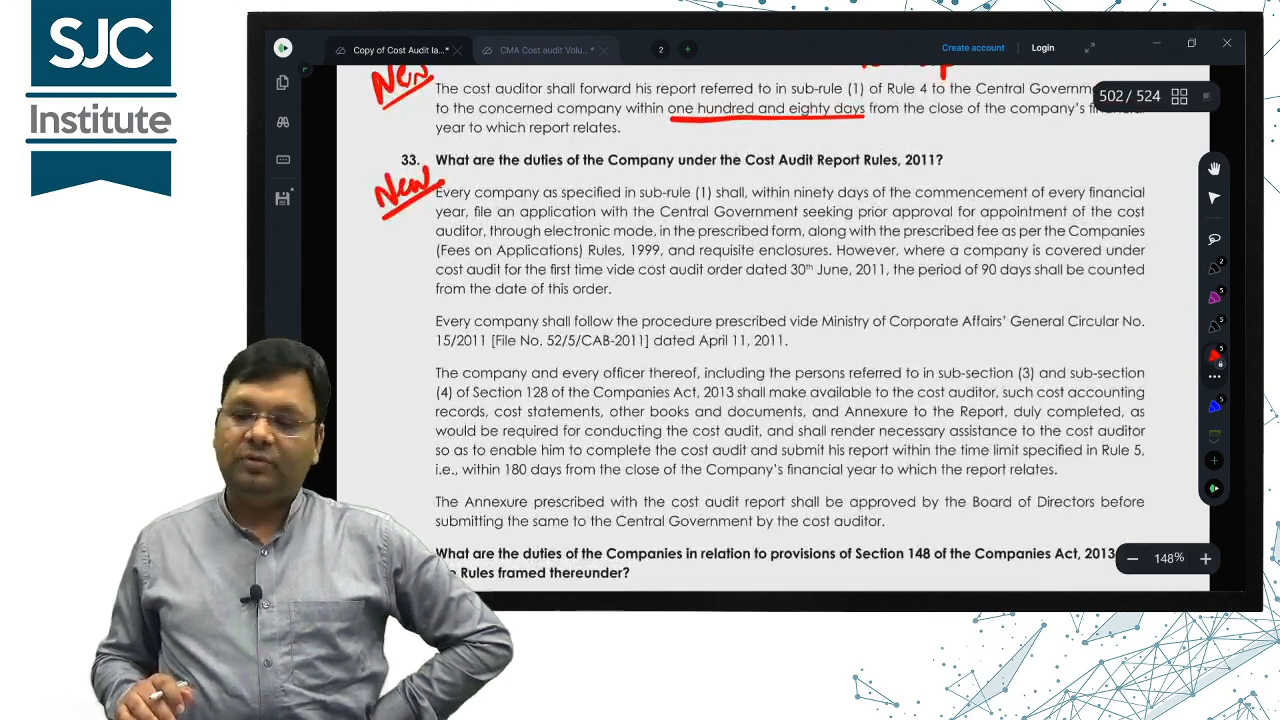 SJC
Institute
Copy of Cost Audit la...*
CMA Cost audit Volu...*
2
Create account
Login
502 / 524
New
The cost auditor shall forward his report referred to in sub-rule (1) of Rule 4 to the Central Governm
to the concerned company within one hundred and eighty days from the close of the company's financial
year to which report relates.
33. What are the duties of the Company under the Cost Audit Report Rules, 2011?
New
Every company as specified in sub-rule (1) shall, within ninety days of the commencement of every financial
year, file an application with the Central Government seeking prior approval for appointment of the cost
auditor, through electronic mode, in the prescribed form, along with the prescribed fee as per the Companies
(Fees on Applications) Rules, 1999, and requisite enclosures. However, where a company is covered under
cost audit for the first time vide cost audit order dated 30th June, 2011, the period of 90 days shall be counted
from the date of this order.
Every company shall follow the procedure prescribed vide Ministry of Corporate Affairs' General Circular No.
15/2011 [File No. 52/5/CAB-2011] dated April 11, 2011.
The company and every officer thereof, including the persons referred to in sub-section (3) and sub-section
(4) of Section 128 of the Companies Act, 2013 shall make available to the cost auditor, such cost accounting
records, cost statements, other books and documents, and Annexure to the Report, duly completed, as
would be required for conducting the cost audit, and shall render necessary assistance to the cost auditor
so as to enable him to complete the cost audit and submit his report within the time limit specified in Rule 5,
i.e., within 180 days from the close of the Company's financial year to which the report relates.
The Annexure prescribed with the cost audit report shall be approved by the Board of Directors before
submitting the same to the Central Government by the cost auditor.
What are the duties of the Companies in relation to provisions of Section 148 of the Companies Act, 2013
Rules framed thereunder?
2
5
5
5
5
148%